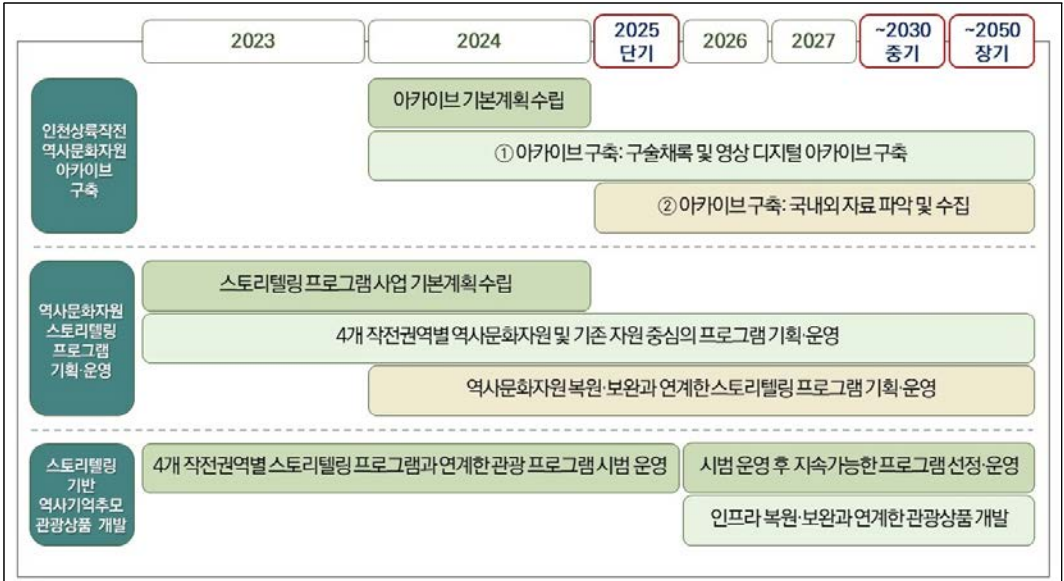 2023
2024
2025
단기
2026
2027
~2030
중기
~2050
장기
인천상륙작전
역사문화자원
아카이브
구축
아카이브 기본계획 수립
① 아카이브 구축: 구술채록 및 영상 디지털 아카이브 구축
② 아카이브 구축: 국내외 자료 파악 및 수집
역사문화자원
스토리텔링
프로그램
기획·운영
스토리텔링 프로그램 사업 기본계획 수립
4개 작전권역별 역사문화자원 및 기존 자원 중심의 프로그램 기획·운영
역사문화자원 복원·보완과 연계한 스토리텔링 프로그램 기획·운영
스토리텔링
기반
역사기억추모
관광상품 개발
4개 작전권역별 스토리텔링 프로그램과 연계한 관광 프로그램 시범 운영
시범 운영 후 지속가능한 프로그램 선정·운영
인프라 복원·보완과 연계한 관광상품 개발